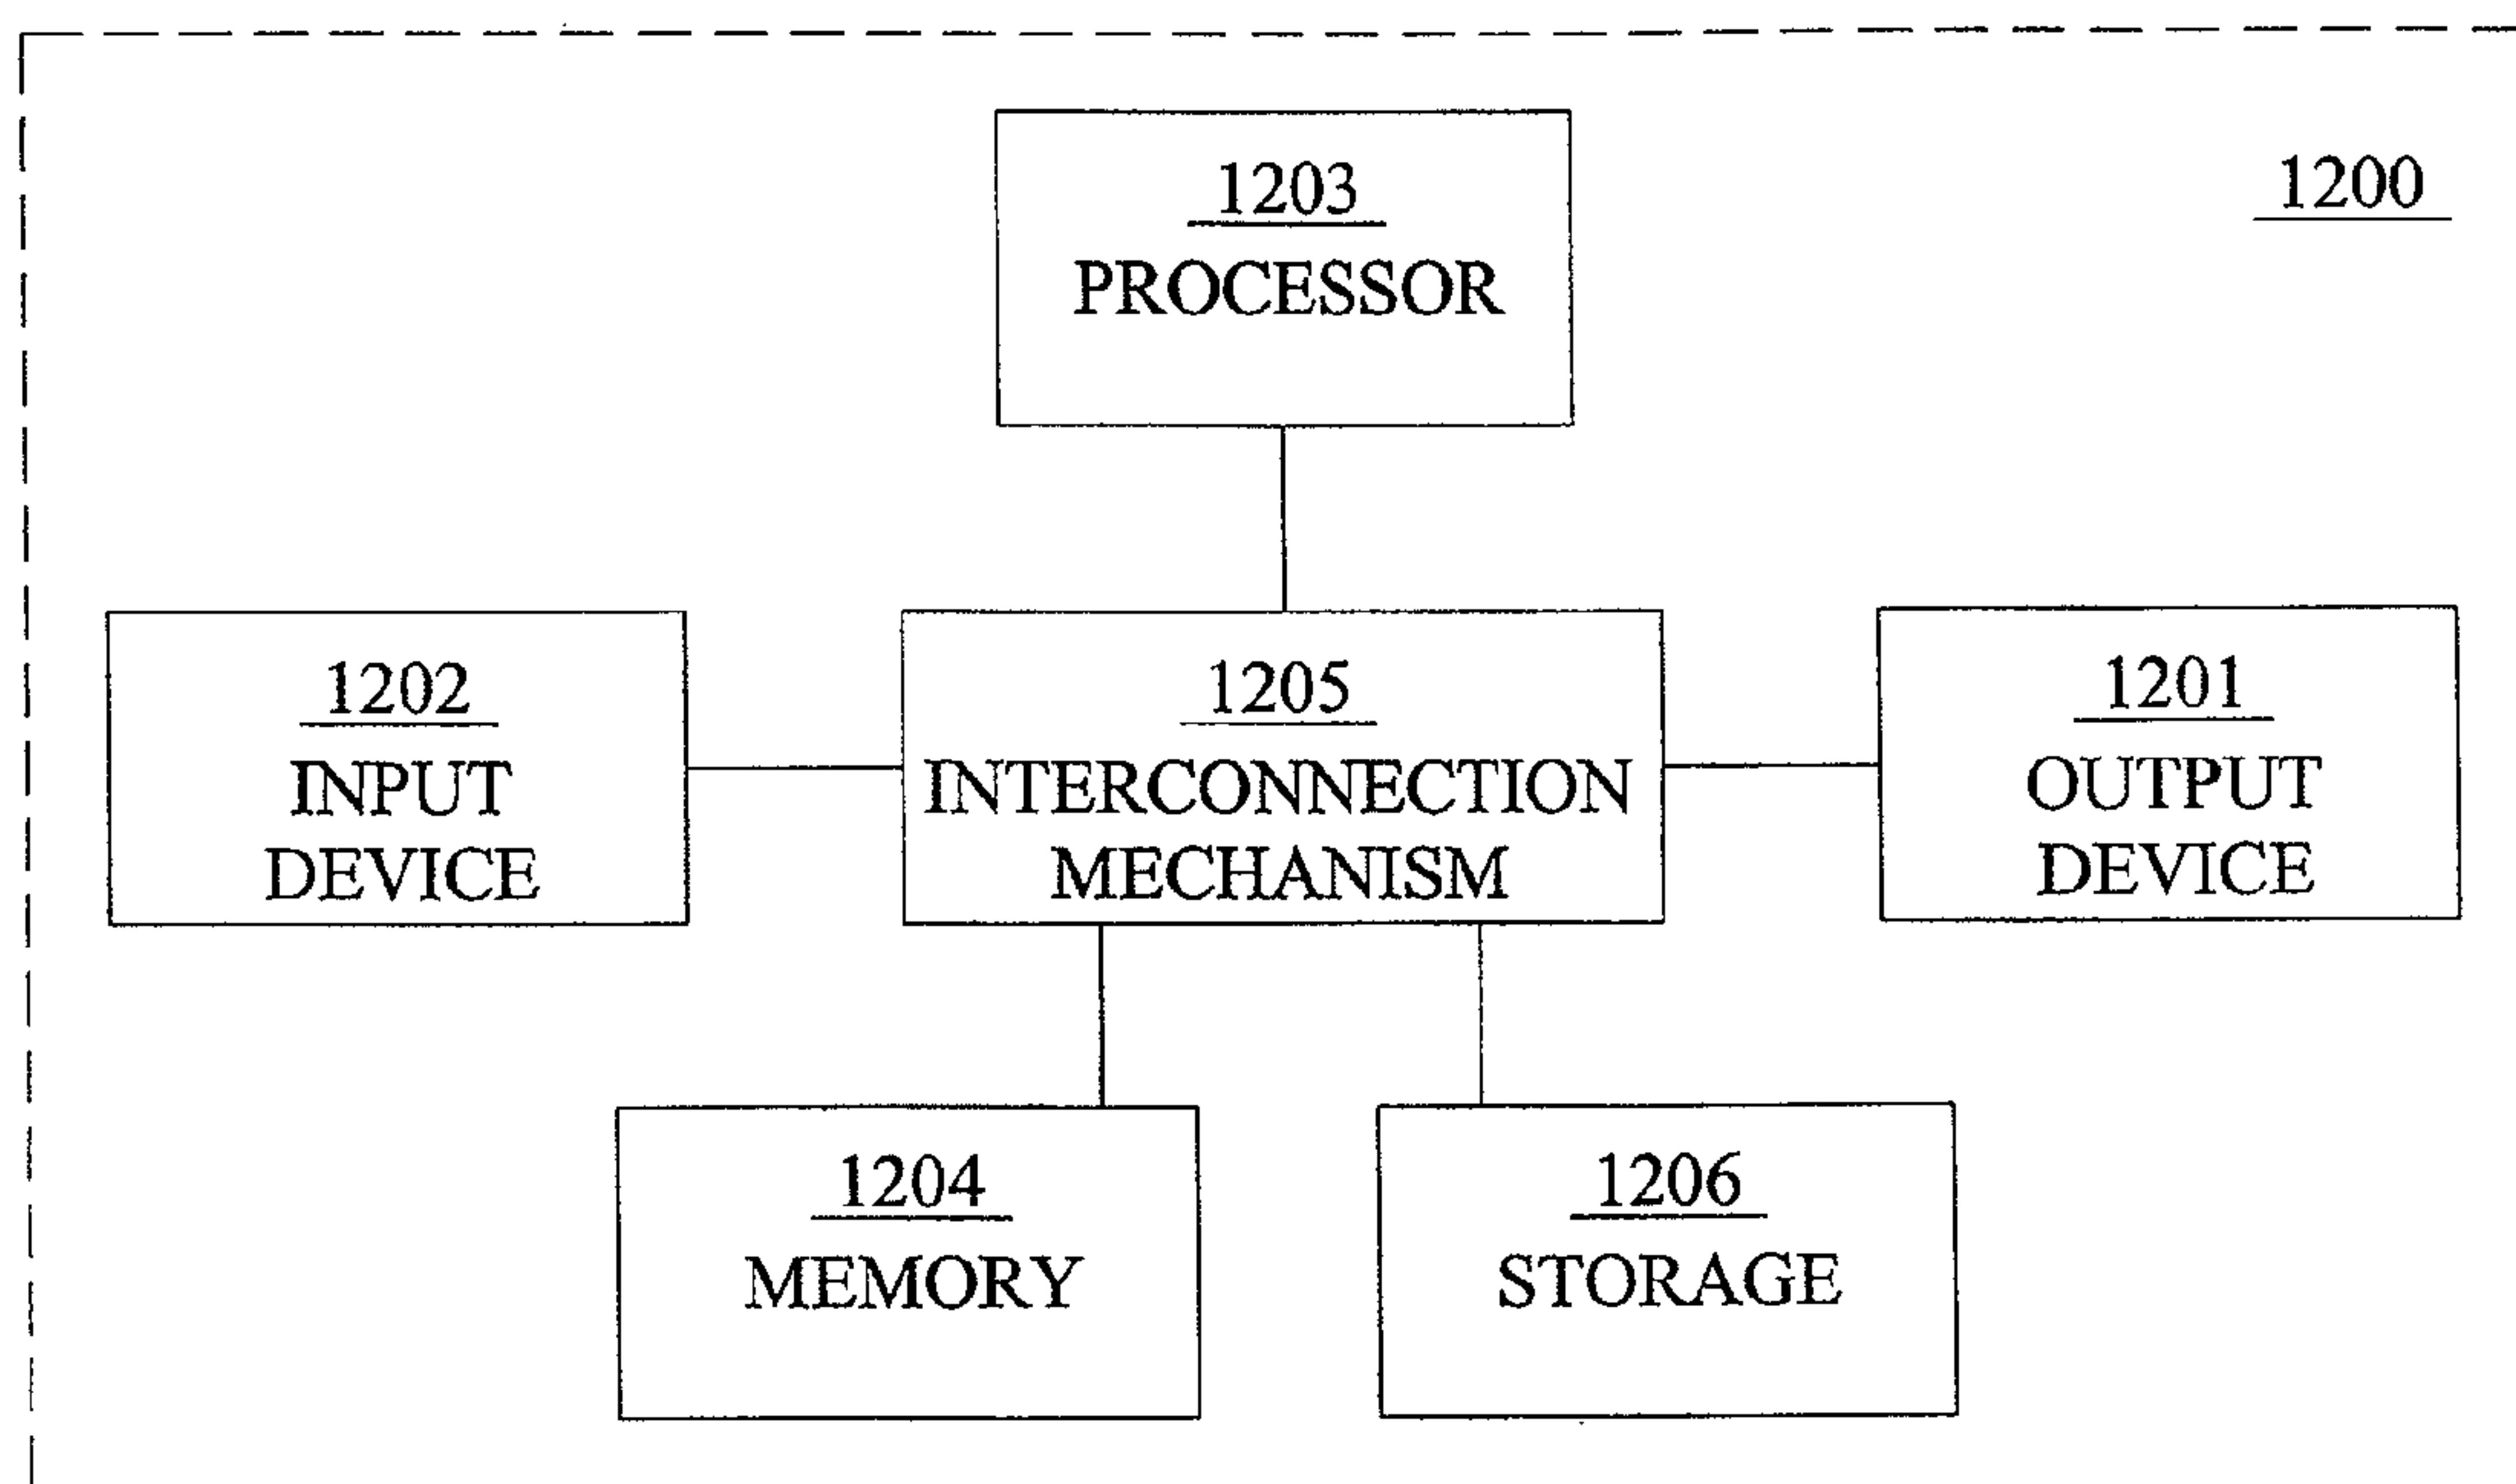 1203
PROCESSOR
1200
1202
INPUT
DEVICE
1205
INTERCONNECTION
MECHANISM
1201
OUTPUT
DEVICE
1204
MEMORY
1206
STORAGE